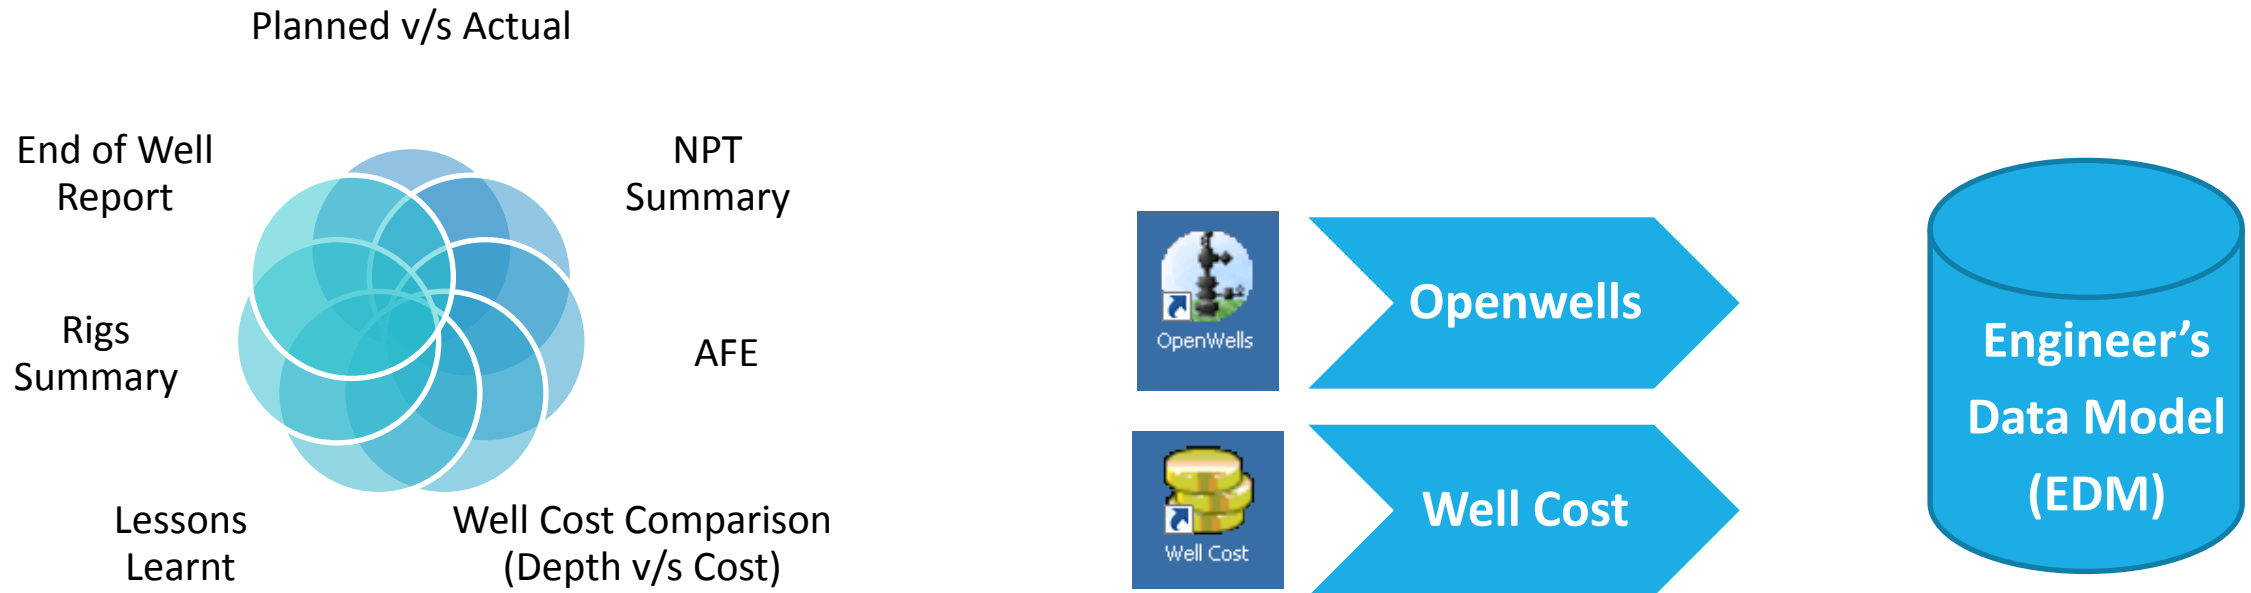 Planned v/s Actual
End of Well
Report
NPT
Summary
Rigs
Summary
AFE
Lessons
Learnt
Well Cost Comparison
(Depth v/s Cost)
OpenWells
Openwells
Well Cost
Well Cost
Engineer’s
Data Model
(EDM)